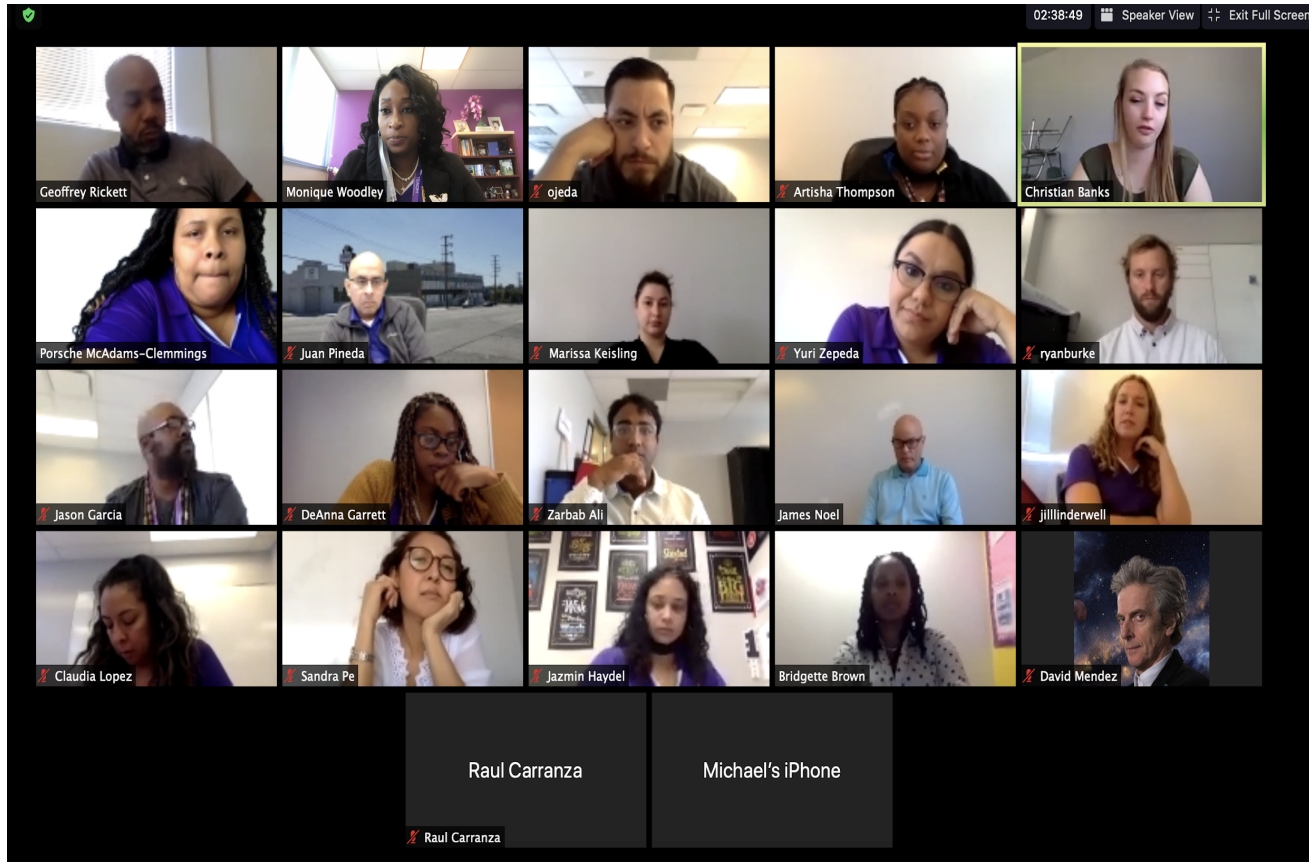 02:38:49 Speaker View Exit Full Screen
Geoffrey Rickett
Monique Woodley
ojeda
Artisha Thompson
Christian Banks
Porsche McAdams-Clemmings
Juan Pineda
Marissa Keisling
Yuri Zepeda
ryanburke
Jason Garcia
DeAnna Garrett
Zarbab Ali
James Noel
jilllinderwell
Claudia Lopez
Sandra Pe
Jazmin Haydel
Bridgette Brown
David Mendez
Raul Carranza
Michael's iPhone
Raul Carranza